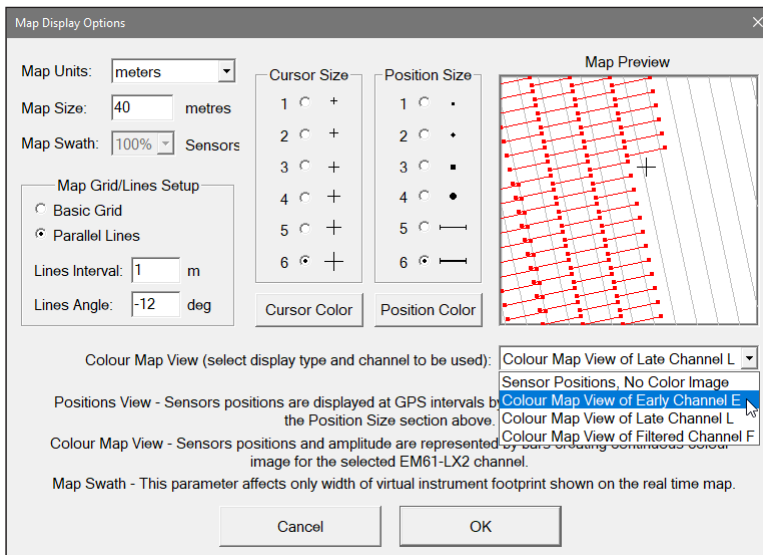 Map Display Options
Map Units: meters
Map Size: 40 metres
Map Swath: 100% Sensors
Map Grid/Lines Setup
Basic Grid
Parallel Lines
Lines Interval: 1 m
Lines Angle: -12 deg
Cursor Size
1
2
3
4
5
6
Cursor Color
Position Size
1
2
3
4
5
6
Position Color
Map Preview
Colour Map View (select display type and channel to be used): Colour Map View of Late Channel L
Sensor Positions, No Color Image
Colour Map View of Early Channel E
Colour Map View of Late Channel L
Colour Map View of Filtered Channel F
Positions View - Sensors positions are displayed at GPS intervals by
the Position Size section above.
Colour Map View - Sensors positions and amplitude are represented by bars creating continuous colour
image for the selected EM61-LX2 channel.
Map Swath - This parameter affects only width of virtual instrument footprint shown on the real time map.
Cancel
OK